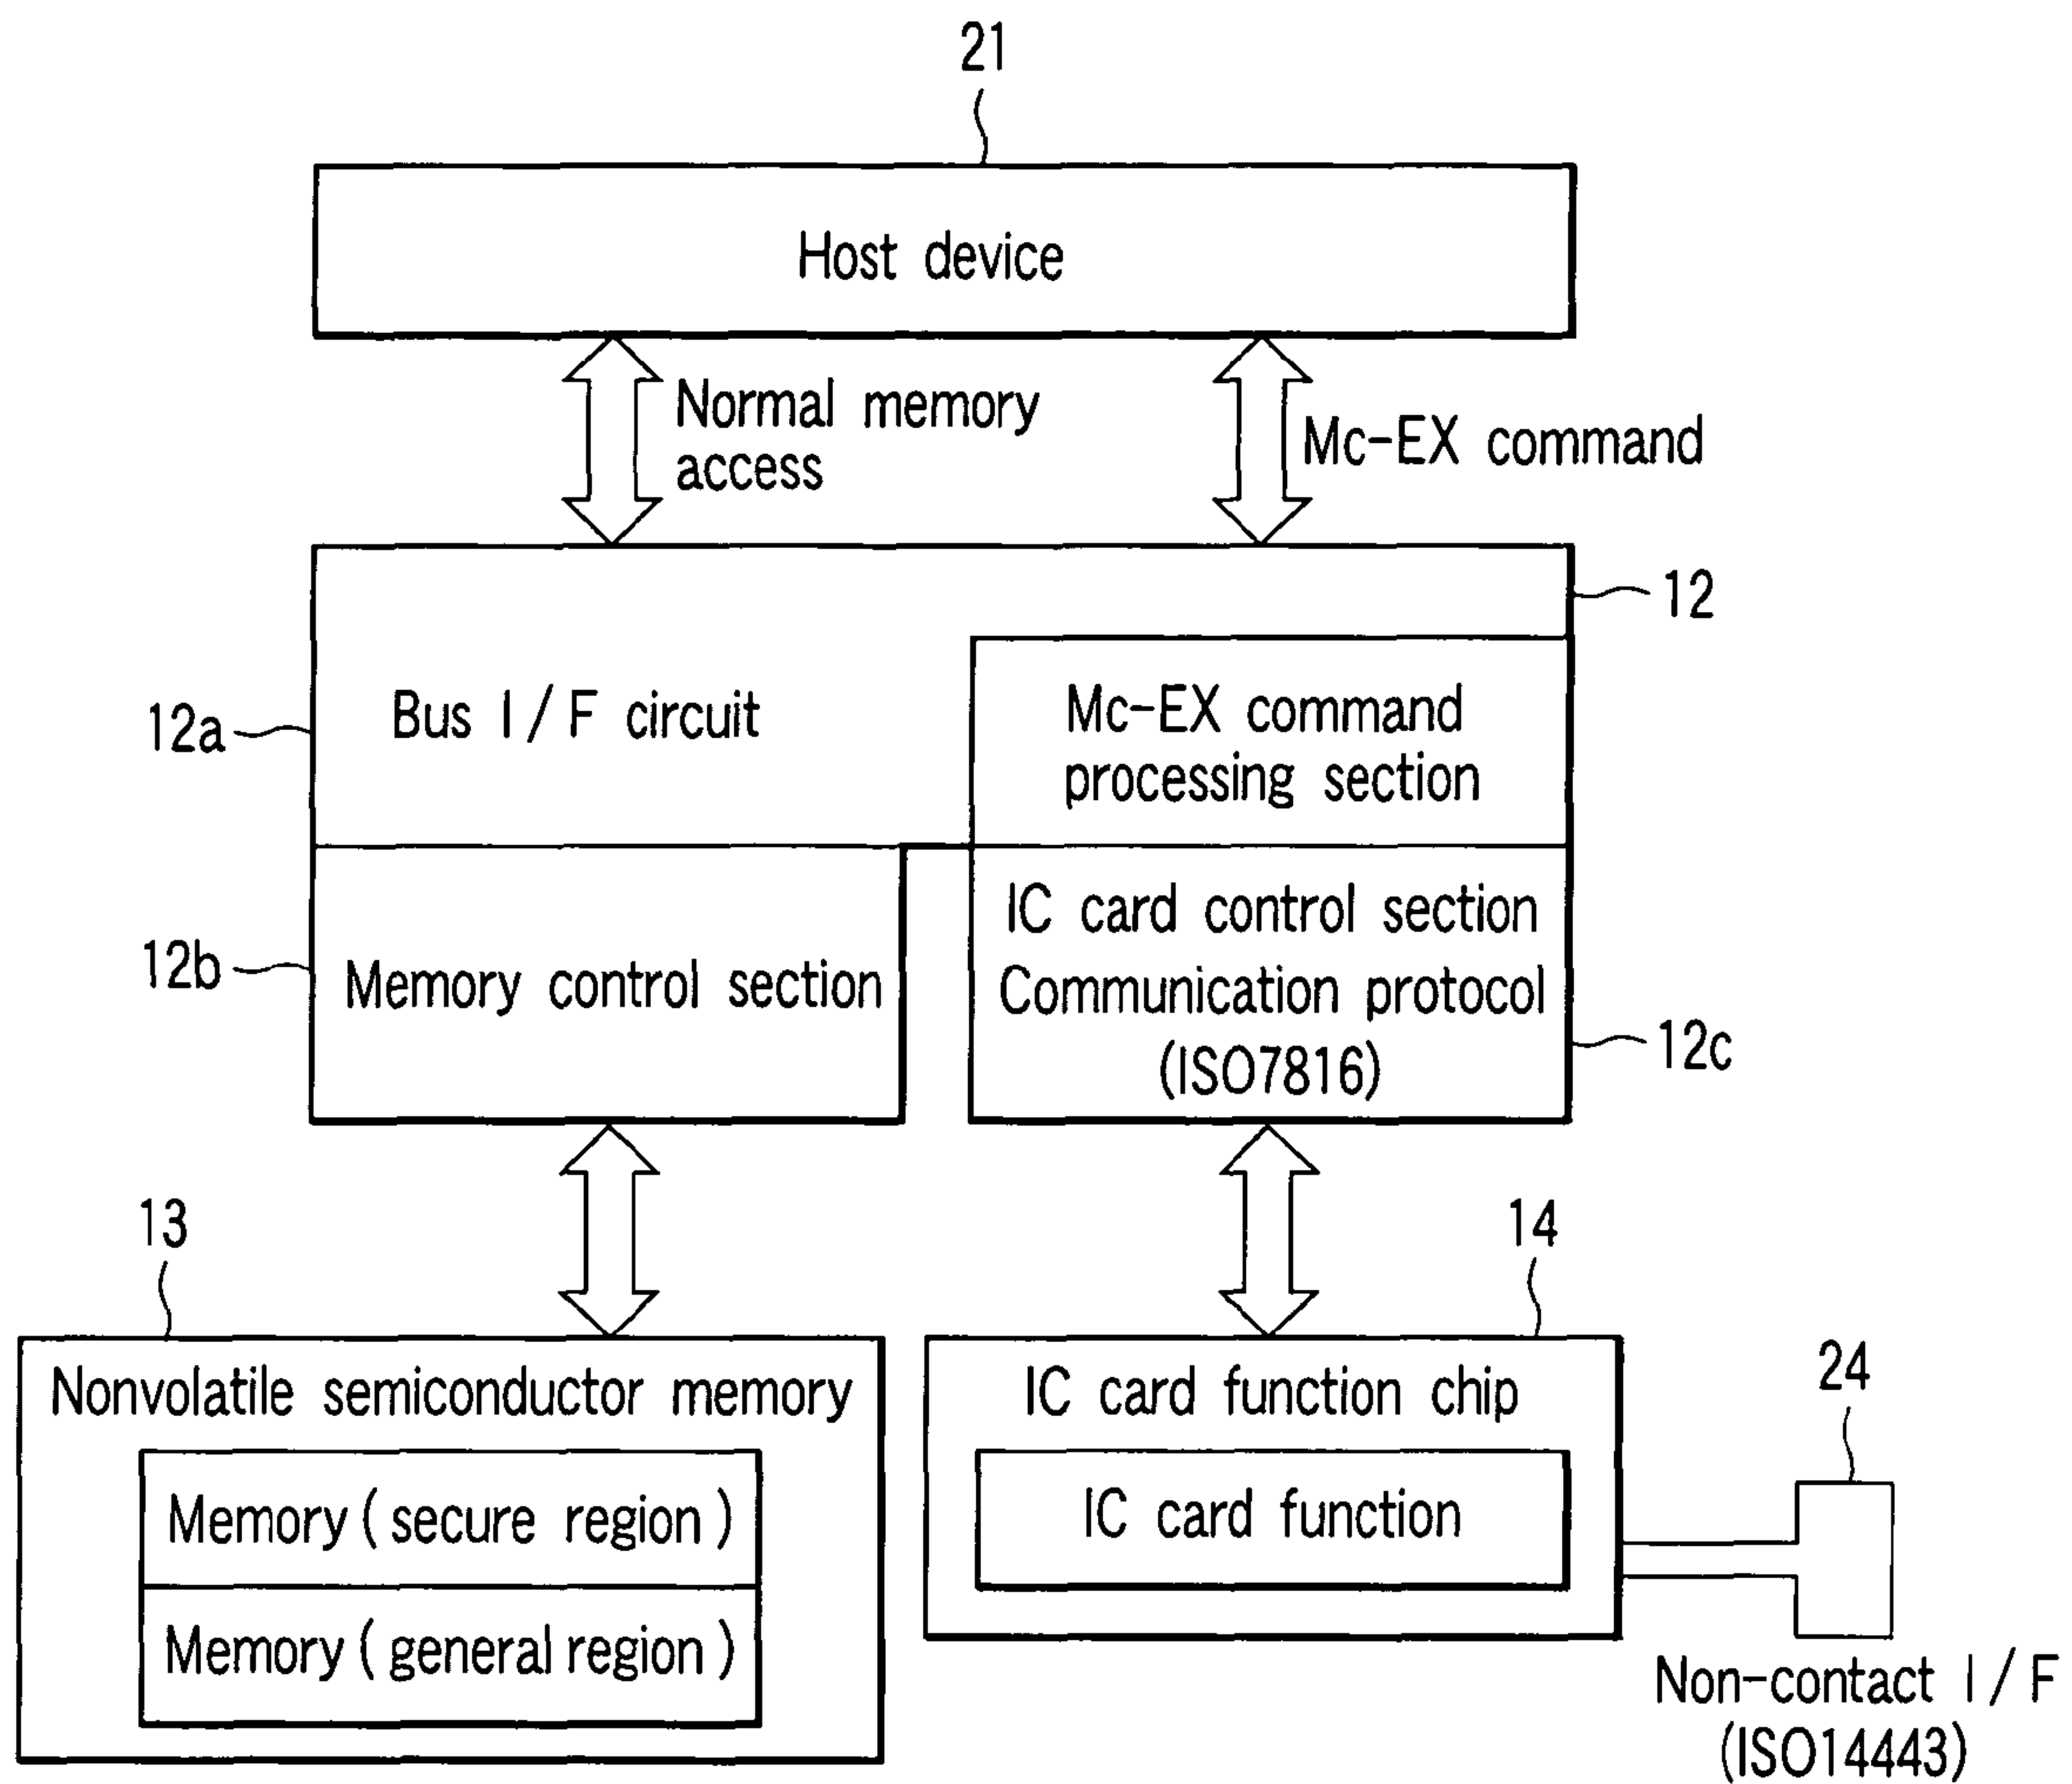 21
Host device
Normal memory
access
Mc-EX command
12
12a
Bus I/F circuit
Mc-EX command
processing section
12b
Memory control section
IC card control section
Communication protocol
(ISO7816)
12c
13
14
Nonvolatile semiconductor memory
Memory (secure region)
Memory (general region)
IC card function chip
IC card function
24
Non-contact I/F
(ISO14443)